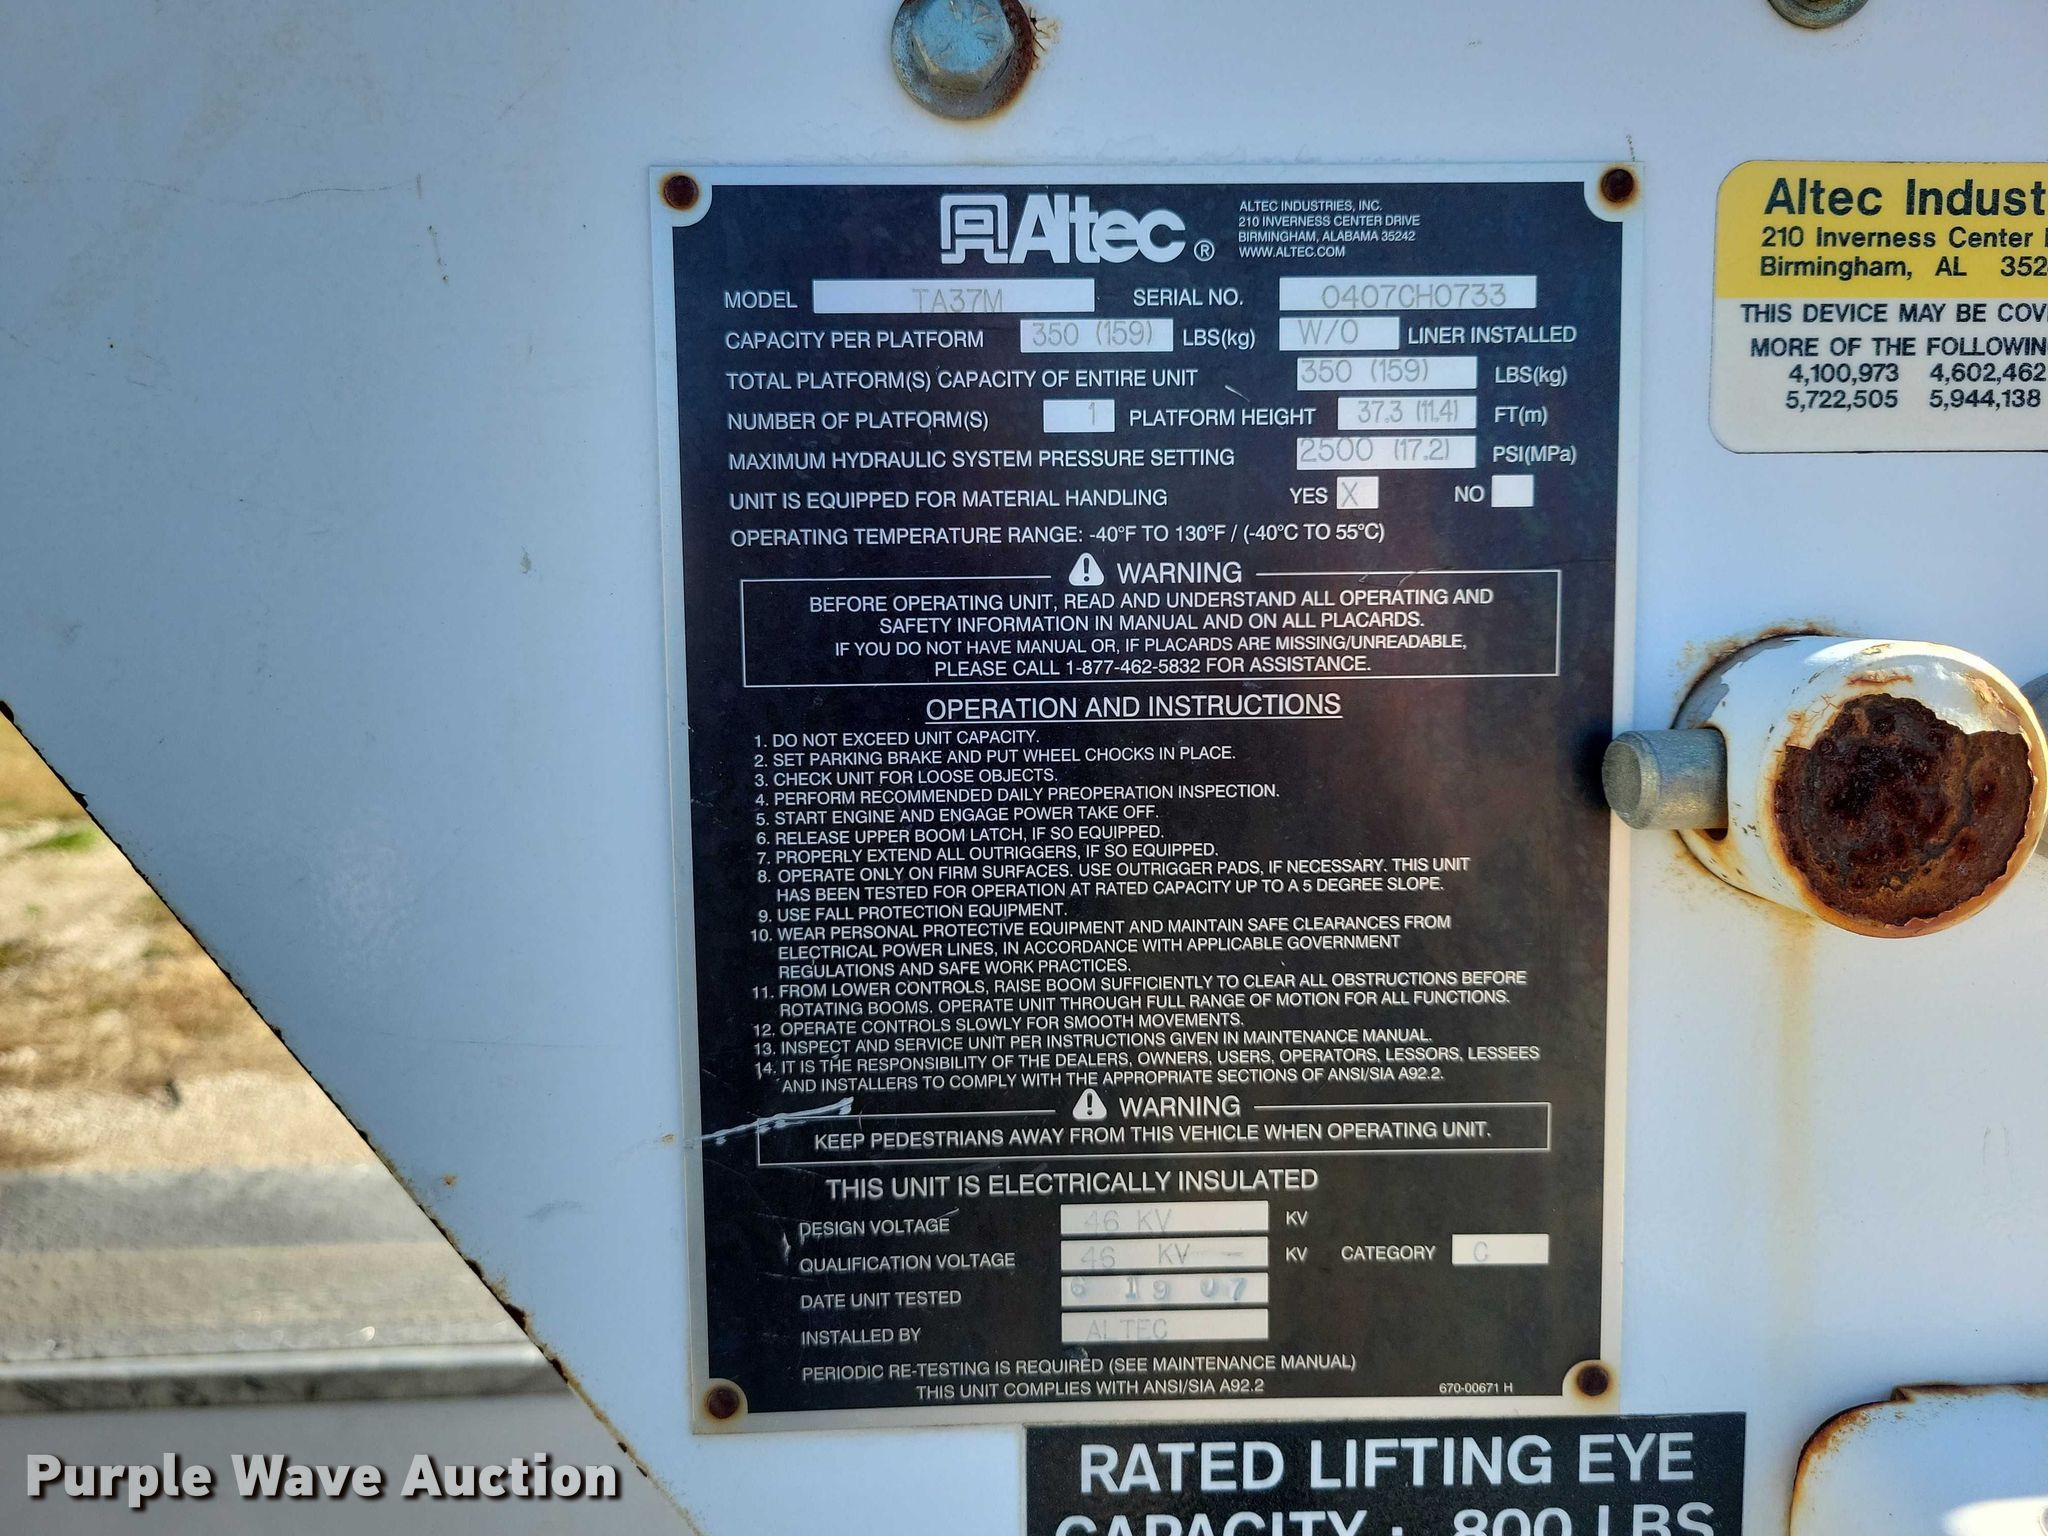 Altec®
ALTEC INDUSTRIES, INC.
210 INVERNESS CENTER DRIVE
BIRMINGHAM, ALABAMA 35242
WWW.ALTEC.COM
MODEL TA37M SERIAL NO. 0407CH0733
CAPACITY PER PLATFORM 350 (159) LBS(kg) W/O LINER INSTALLED
TOTAL PLATFORM(S) CAPACITY OF ENTIRE UNIT 350 (159) LBS(kg)
NUMBER OF PLATFORM(S) 1 PLATFORM HEIGHT 37.3 (11.4) FT(m)
MAXIMUM HYDRAULIC SYSTEM PRESSURE SETTING 2500 (17.2) PSI(MPa)
UNIT IS EQUIPPED FOR MATERIAL HANDLING YES X NO
OPERATING TEMPERATURE RANGE: -40°F TO 130°F / (-40°C TO 55°C)
WARNING
BEFORE OPERATING UNIT, READ AND UNDERSTAND ALL OPERATING AND
SAFETY INFORMATION IN MANUAL AND ON ALL PLACARDS.
IF YOU DO NOT HAVE MANUAL OR, IF PLACARDS ARE MISSING/UNREADABLE,
PLEASE CALL 1-877-462-5832 FOR ASSISTANCE.
OPERATION AND INSTRUCTIONS
1. DO NOT EXCEED UNIT CAPACITY.
2. SET PARKING BRAKE AND PUT WHEEL CHOCKS IN PLACE.
3. CHECK UNIT FOR LOOSE OBJECTS.
4. PERFORM RECOMMENDED DAILY PREOPERATION INSPECTION.
5. START ENGINE AND ENGAGE POWER TAKE OFF.
6. RELEASE UPPER BOOM LATCH, IF SO EQUIPPED.
7. PROPERLY EXTEND ALL OUTRIGGERS, IF SO EQUIPPED.
8. OPERATE ONLY ON FIRM SURFACES. USE OUTRIGGER PADS, IF NECESSARY. THIS UNIT
HAS BEEN TESTED FOR OPERATION AT RATED CAPACITY UP TO A 5 DEGREE SLOPE.
9. USE FALL PROTECTION EQUIPMENT.
10. WEAR PERSONAL PROTECTIVE EQUIPMENT AND MAINTAIN SAFE CLEARANCES FROM
ELECTRICAL POWER LINES, IN ACCORDANCE WITH APPLICABLE GOVERNMENT
REGULATIONS AND SAFE WORK PRACTICES.
11. FROM LOWER CONTROLS, RAISE BOOM SUFFICIENTLY TO CLEAR ALL OBSTRUCTIONS BEFORE
ROTATING BOOMS. OPERATE UNIT THROUGH FULL RANGE OF MOTION FOR ALL FUNCTIONS.
12. OPERATE CONTROLS SLOWLY FOR SMOOTH MOVEMENTS.
13. INSPECT AND SERVICE UNIT PER INSTRUCTIONS GIVEN IN MAINTENANCE MANUAL.
14. IT IS THE RESPONSIBILITY OF THE DEALERS, OWNERS, USERS, OPERATORS, LESSORS, LESSEES
AND INSTALLERS TO COMPLY WITH THE APPROPRIATE SECTIONS OF ANSI/SIA A92.2.
WARNING
KEEP PEDESTRIANS AWAY FROM THIS VEHICLE WHEN OPERATING UNIT.
THIS UNIT IS ELECTRICALLY INSULATED
DESIGN VOLTAGE 46 KV KV
QUALIFICATION VOLTAGE 46 KV — KV CATEGORY C
DATE UNIT TESTED 6 19 07
INSTALLED BY ALTEC
PERIODIC RE-TESTING IS REQUIRED (SEE MAINTENANCE MANUAL)
THIS UNIT COMPLIES WITH ANSI/SIA A92.2
670-00671 H
Altec Indust
210 Inverness Center
Birmingham, AL 352
THIS DEVICE MAY BE COV
MORE OF THE FOLLOWIN
4,100,973 4,602,462
5,722,505 5,944,138
RATED LIFTING EYE
CAPACITY : 800 LBS
Purple Wave Auction